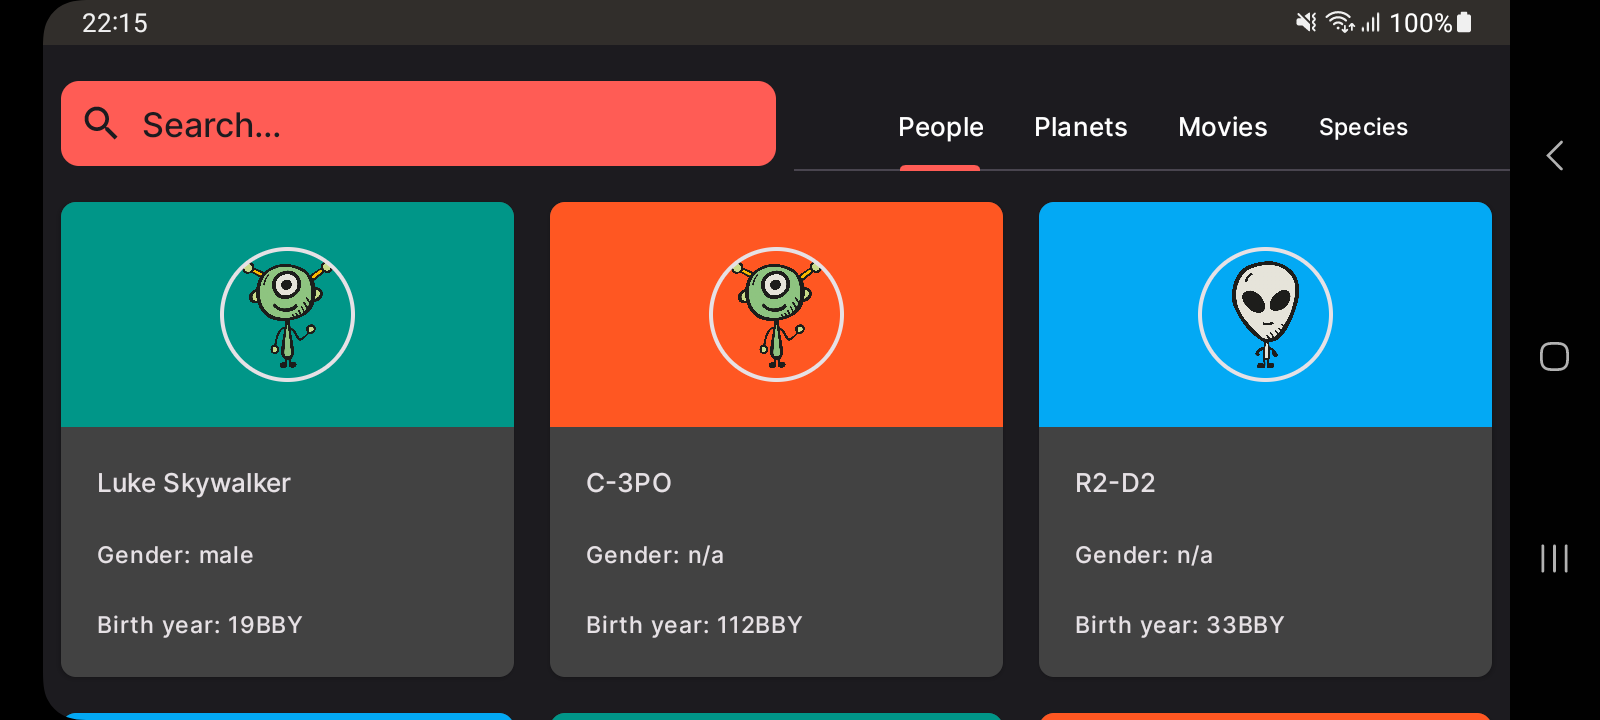 22:15
100%
Search...
People Planets Movies Species
Luke Skywalker
Gender: male
Birth year: 19BBY
C-3PO
Gender: n/a
Birth year: 112BBY
R2-D2
Gender: n/a
Birth year: 33BBY